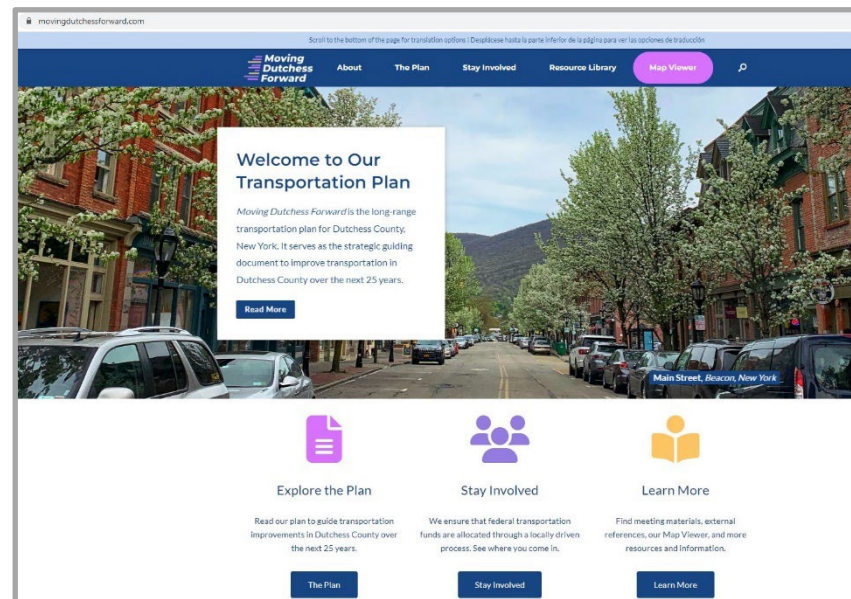 movingdutchessforward.com
Scroll to the bottom of the page for translation options | Desplácese hasta la parte inferior de la página para ver las opciones de traducción
Moving
Dutchess
Forward
About
The Plan
Stay Involved
Resource Library
Map Viewer
Welcome to Our
Transportation Plan
Moving Dutchess Forward is the long-range
transportation plan for Dutchess County,
New York. It serves as the strategic guiding
document to improve transportation in
Dutchess County over the next 25 years.
Read More
Main Street, Beacon, New York
Explore the Plan
Read our plan to guide transportation
improvements in Dutchess County over
the next 25 years.
The Plan
Stay Involved
We ensure that federal transportation
funds are allocated through a locally driven
process. See where you come in.
Stay Involved
Learn More
Find meeting materials, external
references, our Map Viewer, and more
resources and information.
Learn More